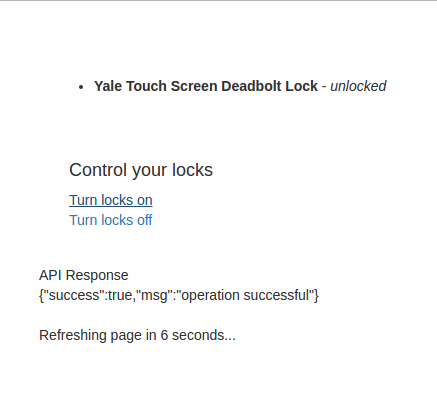 Yale Touch Screen Deadbolt Lock - unlocked
Control your locks
Turn locks on
Turn locks off
API Response
{"success":true,"msg":"operation successful"}
Refreshing page in 6 seconds...